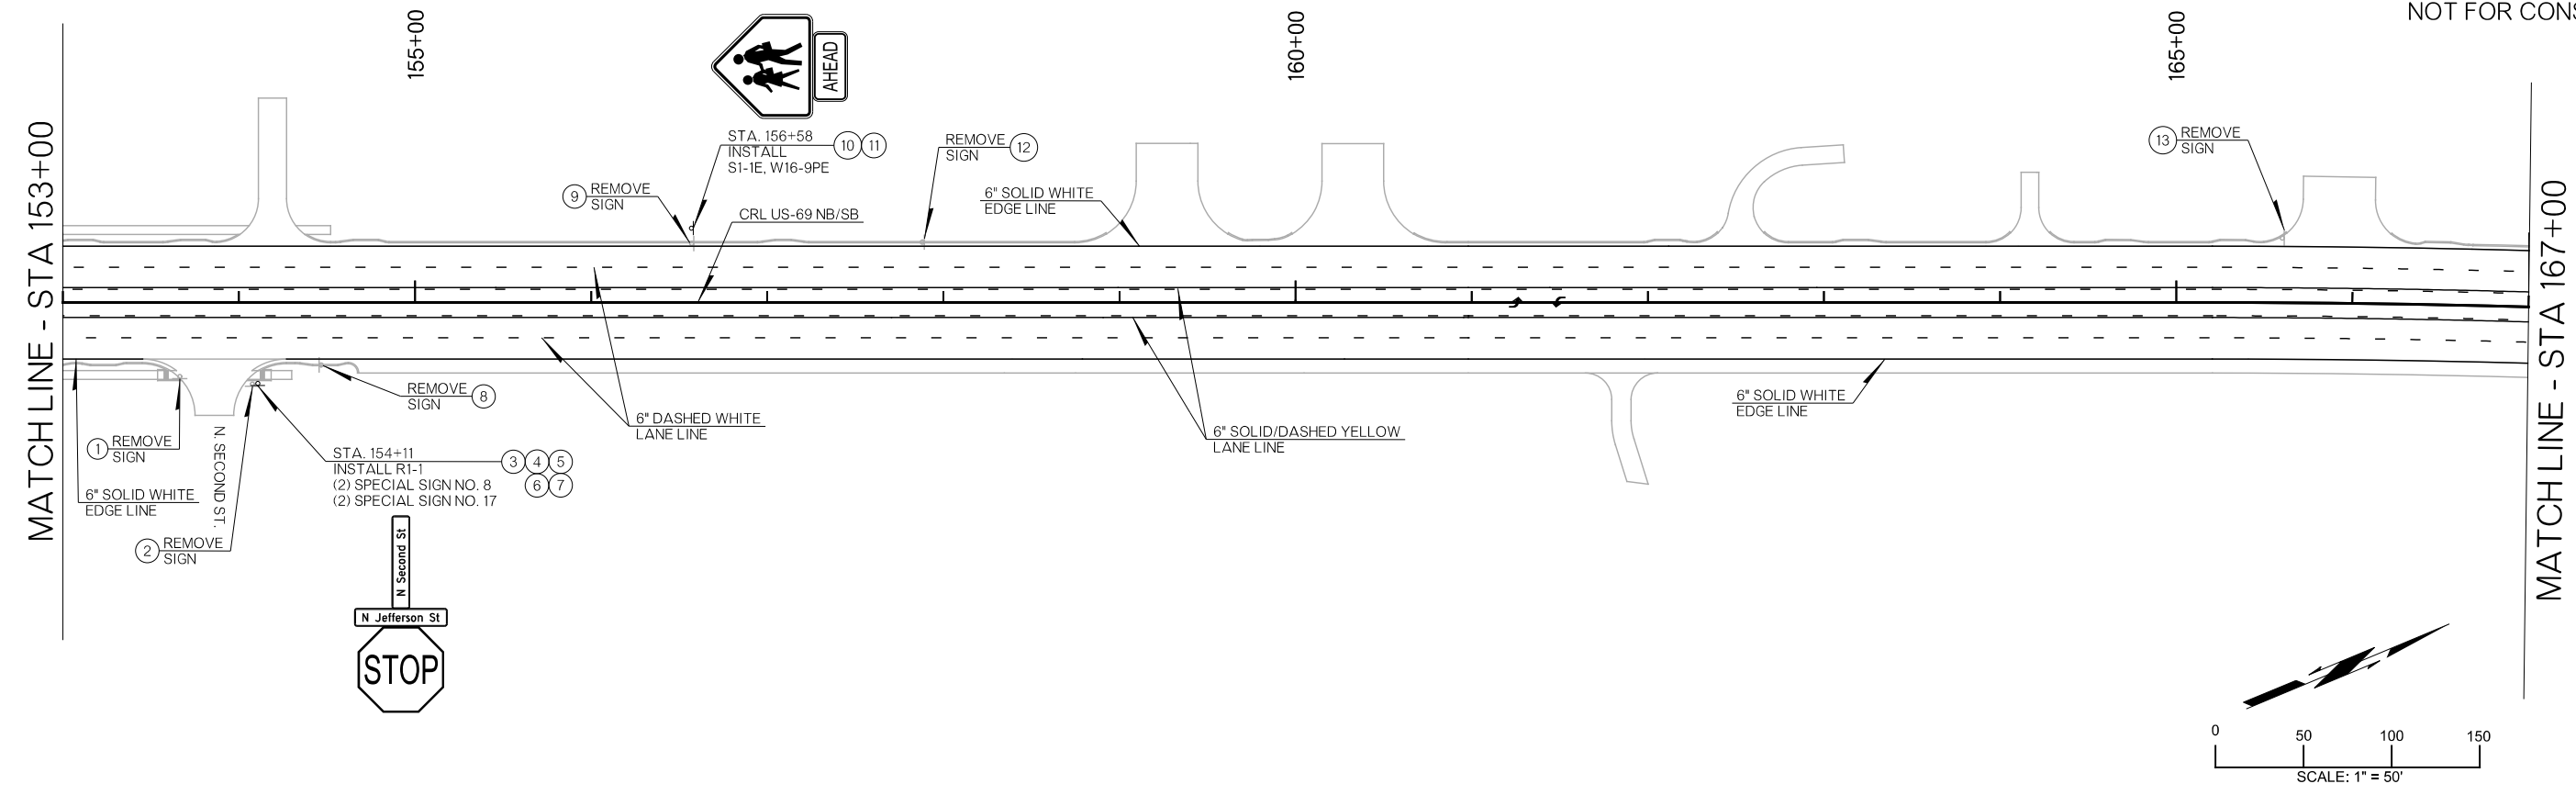 NOT FOR CONS
155+00
160+00
165+00
AHEAD
MATCH LINE - STA 153+00
STA. 156+58
INSTALL
S1-1E, W16-9PE
10
11
REMOVE
SIGN
12
13
REMOVE
SIGN
9
REMOVE
SIGN
CRL US-69 NB/SB
6" SOLID WHITE
EDGE LINE
MATCH LINE - STA 167+00
REMOVE
SIGN
8
6" DASHED WHITE
LANE LINE
6" SOLID/DASHED YELLOW
LANE LINE
6" SOLID WHITE
EDGE LINE
1
REMOVE
SIGN
N. SECOND ST.
STA. 154+11
INSTALL R1-1
(2) SPECIAL SIGN NO. 8
(2) SPECIAL SIGN NO. 17
3
4
5
6
7
6" SOLID WHITE
EDGE LINE
2
REMOVE
SIGN
N Second St
N Jefferson St
STOP
0
50
100
150
SCALE: 1" = 50'